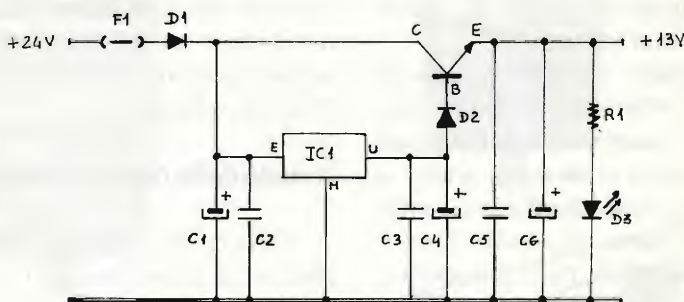 F1 D1 C E
+24V +13V
B
D2 R1
E IC1 U
M
+ + +
C1 C2 C3 C4 C5 C6 D3